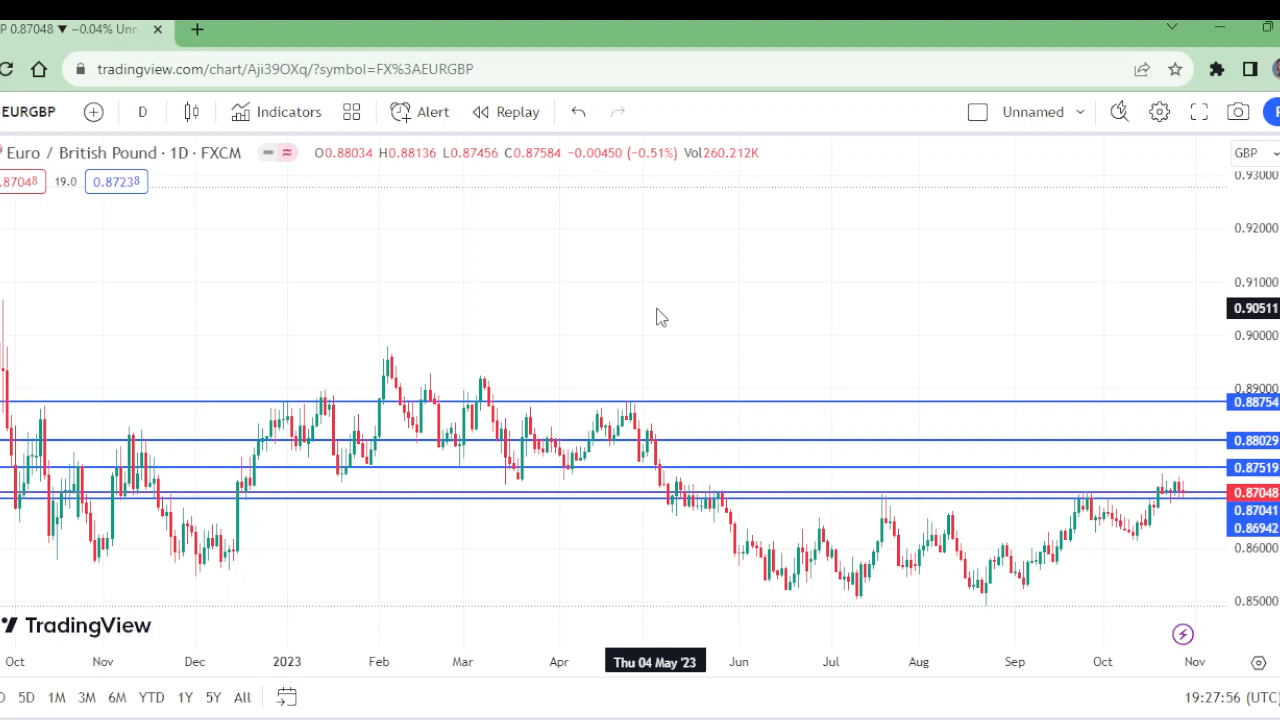 P 0.87048 ▼ −0.04% Unn
tradingview.com/chart/Aji39OXq/?symbol=FX%3AEURGBP
EURGBP D Indicators Alert Replay Unnamed
Euro / British Pound · 1D · FXCM O0.88034 H0.88136 L0.87456 C0.87584 −0.00450 (−0.51%) Vol260.212K GBP
.87048 19.0 0.87238
0.93000
0.92000
0.91000
0.90511
0.90000
0.89000
0.88754
0.88029
0.87519
0.87048
0.87041
0.86942
0.86000
0.85000
TradingView
Oct Nov Dec 2023 Feb Mar Apr Thu 04 May '23 Jun Jul Aug Sep Oct Nov
D 5D 1M 3M 6M YTD 1Y 5Y All 19:27:56 (UTC)